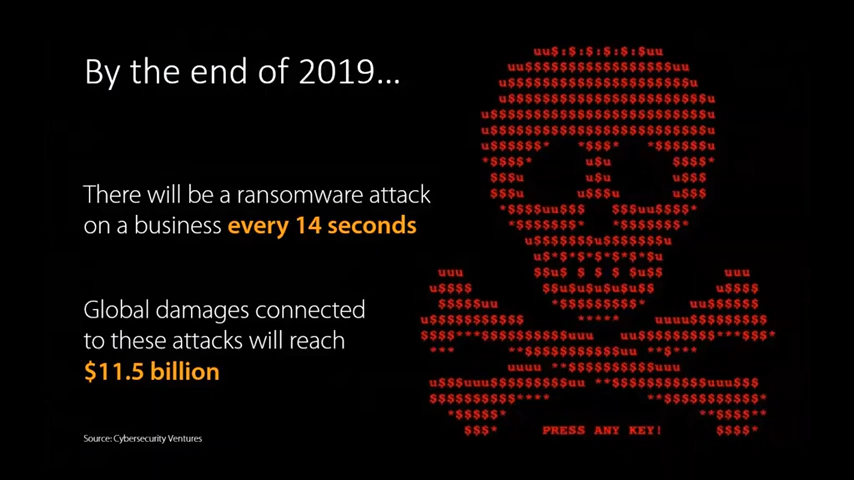 By the end of 2019...
There will be a ransomware attack
on a business every 14 seconds
Global damages connected
to these attacks will reach
$11.5 billion
Source: Cybersecurity Ventures
PRESS ANY KEY!